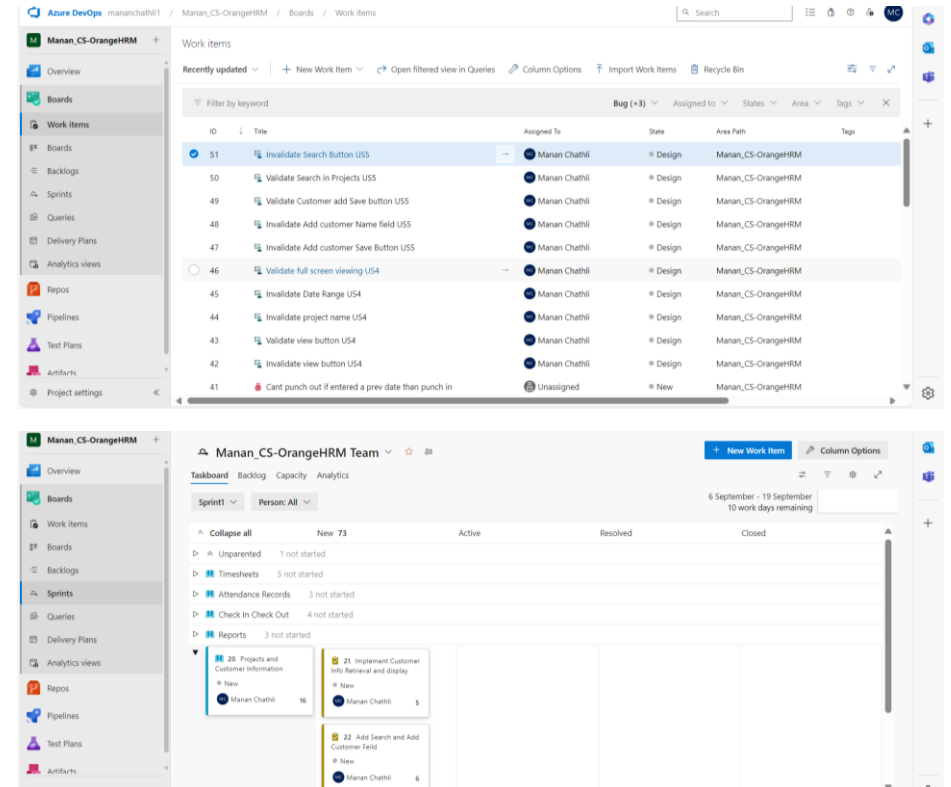 Azure DevOps mananchathli1 / Manan_CS-OrangeHRM / Boards / Work items
Search
MC
M Manan_CS-OrangeHRM +
Overview
Boards
Work items
Boards
Backlogs
Sprints
Queries
Delivery Plans
Analytics views
Repos
Pipelines
Test Plans
Artifacts
Project settings
Work items
Recently updated
+ New Work Item
Open filtered view in Queries
Column Options
Import Work Items
Recycle Bin
Filter by keyword
Bug (+3) Assigned to States Area Tags
ID Title Assigned To State Area Path Tags
51 Invalidate Search Button US5 MC Manan Chathli Design Manan_CS-OrangeHRM
50 Validate Search in Projects US5 MC Manan Chathli Design Manan_CS-OrangeHRM
49 Validate Customer add Save button US5 MC Manan Chathli Design Manan_CS-OrangeHRM
48 Invalidate Add customer Name field US5 MC Manan Chathli Design Manan_CS-OrangeHRM
47 Invalidate Add customer Save Button US5 MC Manan Chathli Design Manan_CS-OrangeHRM
46 Validate full screen viewing US4 MC Manan Chathli Design Manan_CS-OrangeHRM
45 Invalidate Date Range US4 MC Manan Chathli Design Manan_CS-OrangeHRM
44 Invalidate project name US4 MC Manan Chathli Design Manan_CS-OrangeHRM
43 Validate view button US4 MC Manan Chathli Design Manan_CS-OrangeHRM
42 Invalidate view button US4 MC Manan Chathli Design Manan_CS-OrangeHRM
41 Cant punch out if entered a prev date than punch in Unassigned New Manan_CS-OrangeHRM
M Manan_CS-OrangeHRM +
Overview
Boards
Work items
Boards
Backlogs
Sprints
Queries
Delivery Plans
Analytics views
Repos
Pipelines
Test Plans
Artifacts
Manan_CS-OrangeHRM Team
+ New Work Item
Column Options
Taskboard Backlog Capacity Analytics
Sprint1
Person: All
6 September - 19 September
10 work days remaining
Collapse all New 73 Active Resolved Closed
Unparented 1 not started
Timesheets 5 not started
Attendance Records 3 not started
Check In Check Out 4 not started
Reports 3 not started
20 Projects and
Customer Information
New
MC Manan Chathli 16
21 Implement Customer
Info Retrieval and display
New
MC Manan Chathli 5
22 Add Search and Add
Customer Feild
New
MC Manan Chathli 6